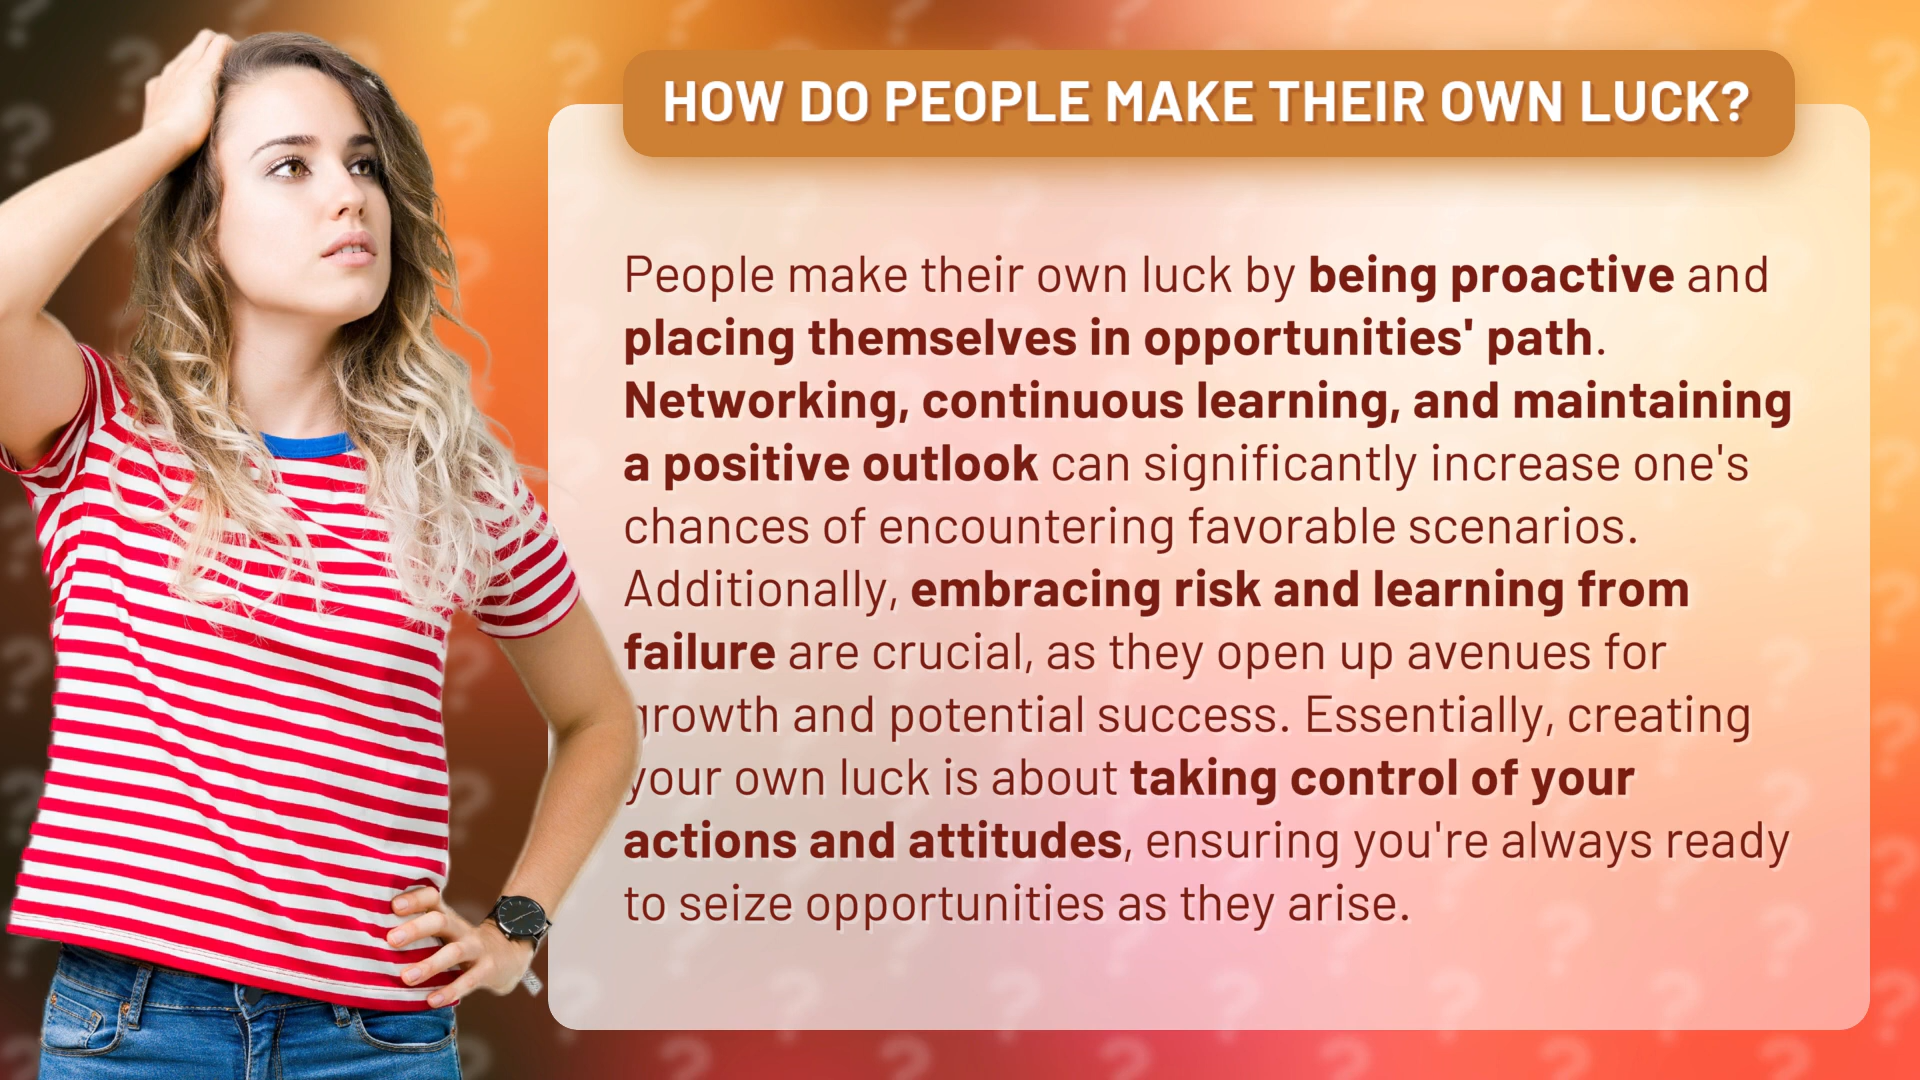 HOW DO PEOPLE MAKE THEIR OWN LUCK?
People make their own luck by being proactive and
placing themselves in opportunities' path.
Networking, continuous learning, and maintaining
a positive outlook can significantly increase one's
chances of encountering favorable scenarios.
Additionally, embracing risk and learning from
failure are crucial, as they open up avenues for
growth and potential success. Essentially, creating
your own luck is about taking control of your
actions and attitudes, ensuring you're always ready
to seize opportunities as they arise.